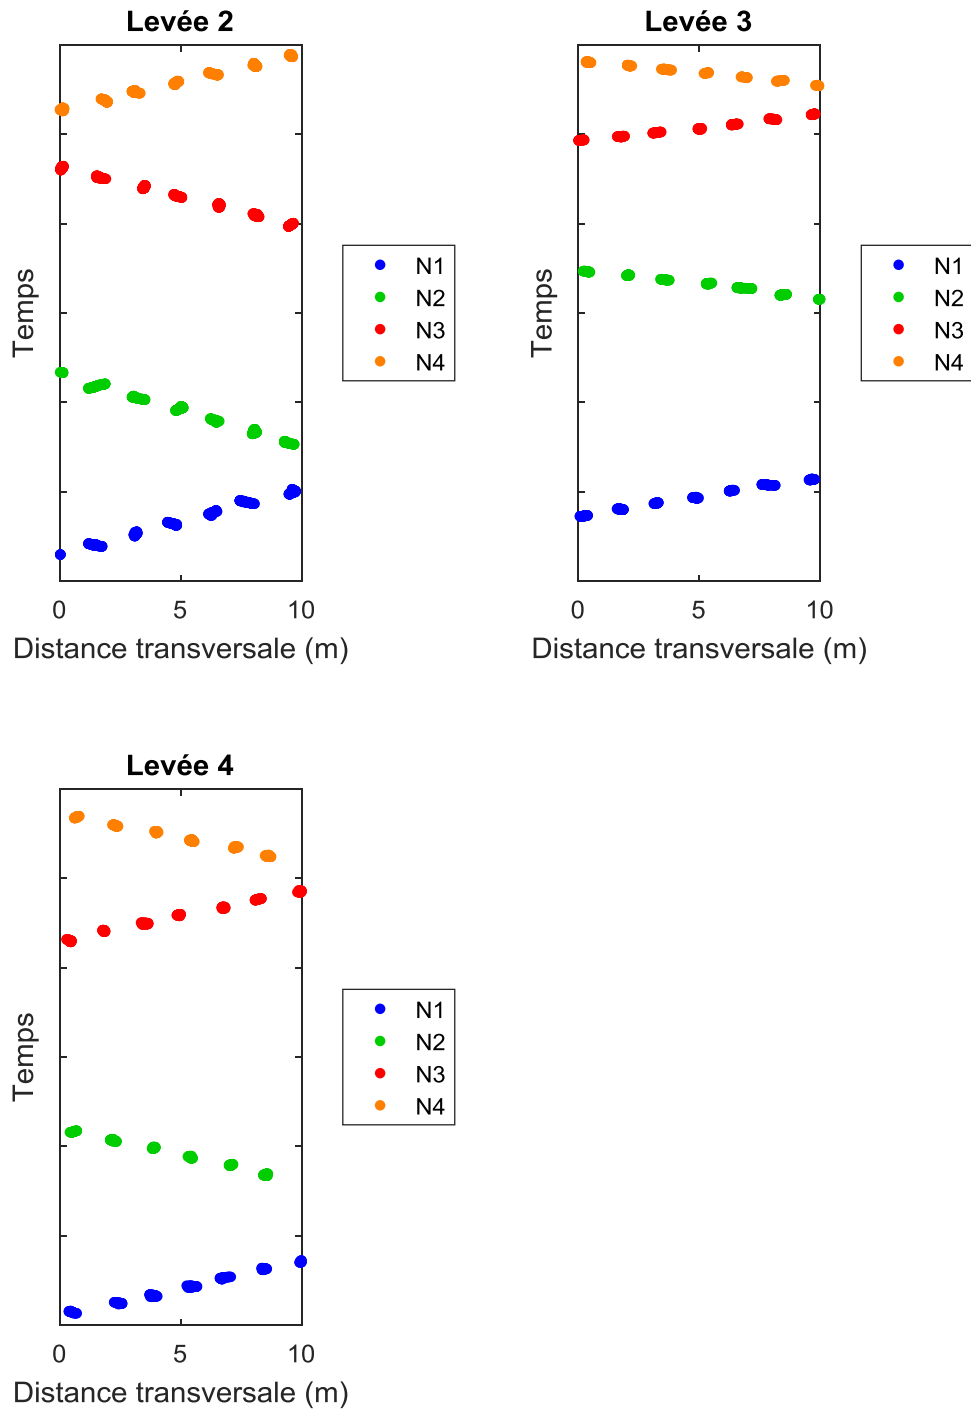 Levée 2
Temps
N1
N2
N3
N4
0
5
10
Distance transversale (m)
Levée 3
Temps
N1
N2
N3
N4
0
5
10
Distance transversale (m)
Levée 4
Temps
N1
N2
N3
N4
0
5
10
Distance transversale (m)